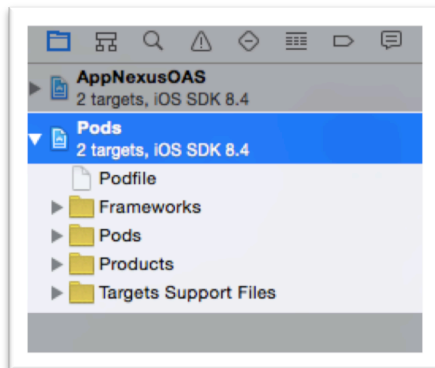 AppNexusOAS
2 targets, iOS SDK 8.4
Pods
2 targets, iOS SDK 8.4
Podfile
Frameworks
Pods
Products
Targets Support Files